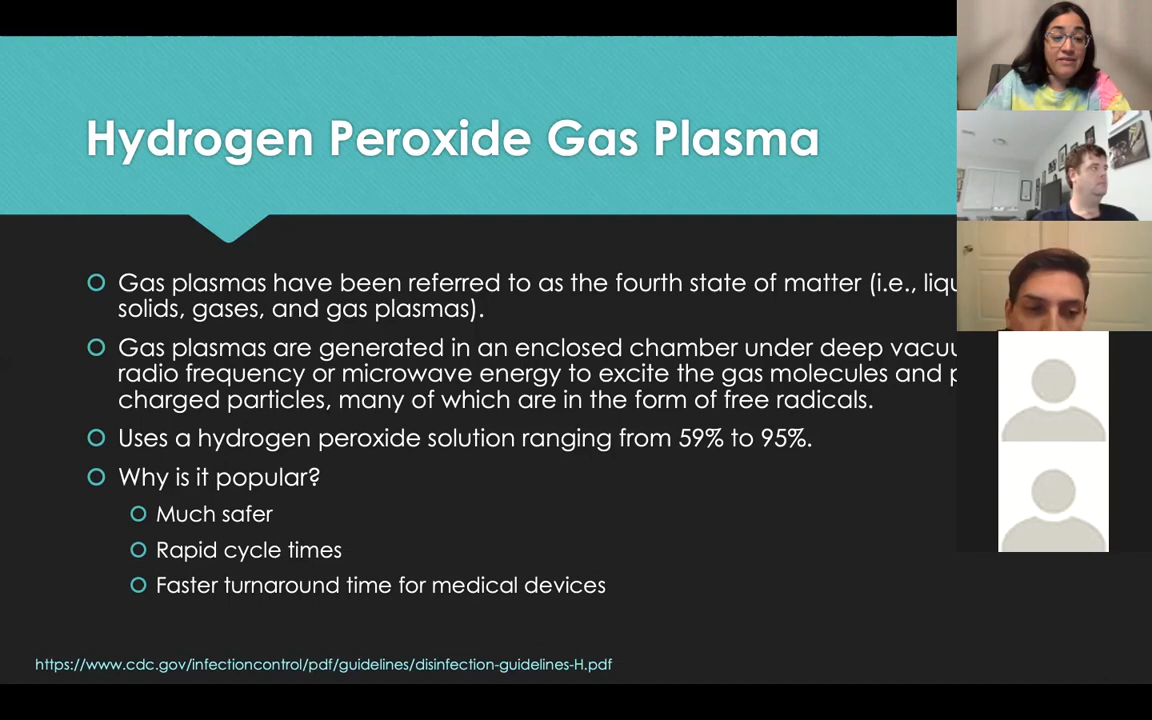 Hydrogen Peroxide Gas Plasma
Gas plasmas have been referred to as the fourth state of matter (i.e.,
solids, gases, and gas plasmas).
Gas plasmas are generated in an enclosed chamber under deep
radio frequency or microwave energy to excite the gas molecules and
charged particles, many of which are in the form of free radicals.
Uses a hydrogen peroxide solution ranging from 59% to 95%.
Why is it popular?
Much safer
Rapid cycle times
Faster turnaround time for medical devices
https://www.cdc.gov/infectioncontrol/pdf/guidelines/disinfection-guidelines-H.pdf